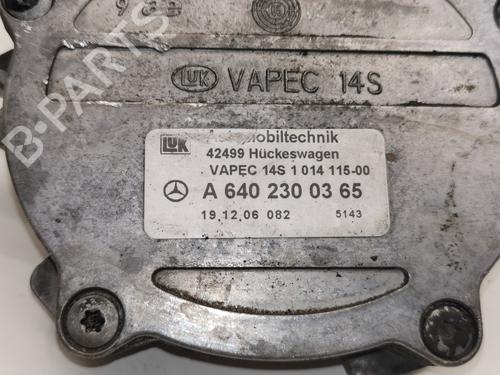 LUK VAPEC 14S
LUK Automobiltechnik
42499 Hückeswagen
VAPEC 14S 1 014 115-00
A 640 230 03 65
19.12.06 082 5143
B-PARTS